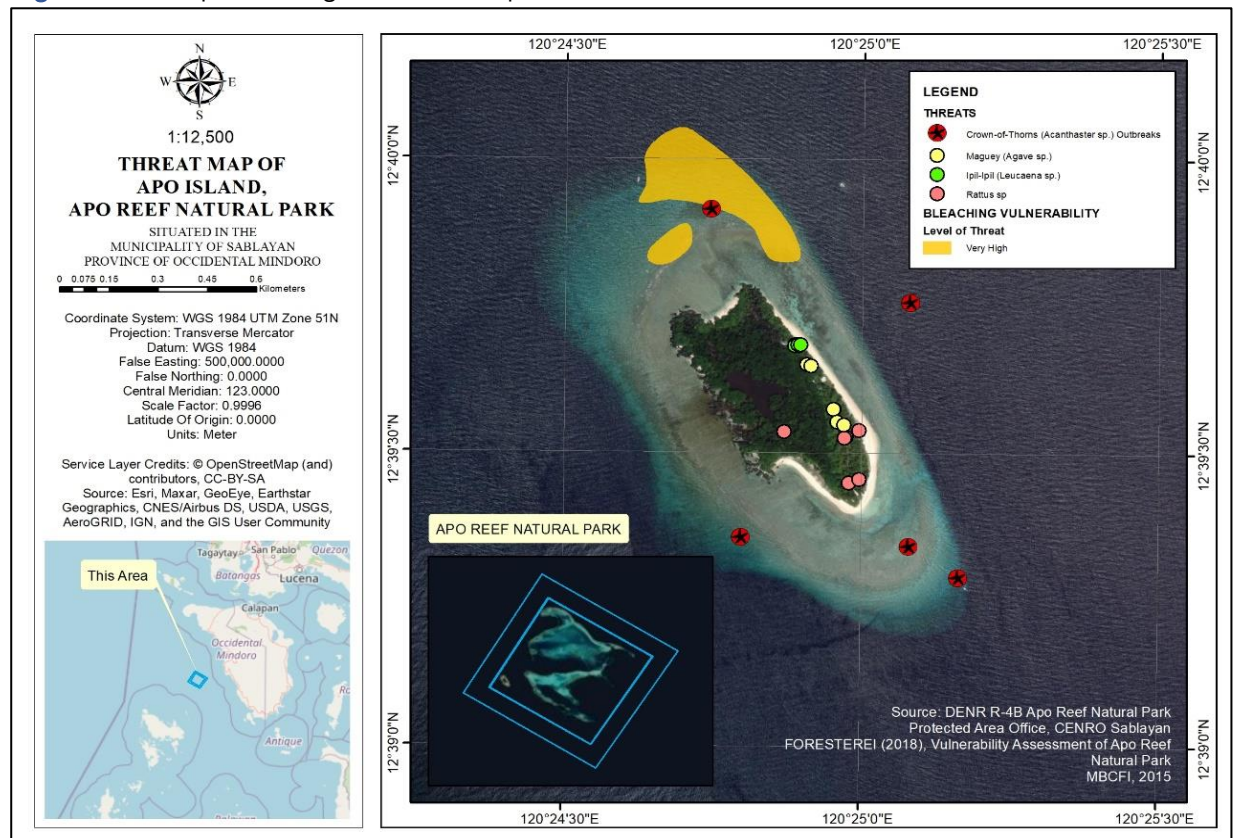 N
W E
S
1:12,500
THREAT MAP OF
APO ISLAND,
APO REEF NATURAL PARK
SITUATED IN THE
MUNICIPALITY OF SABLAYAN
PROVINCE OF OCCIDENTAL MINDORO
0 0.075 0.15 0.3 0.45 0.6
Kilometers
Coordinate System: WGS 1984 UTM Zone 51N
Projection: Transverse Mercator
Datum: WGS 1984
False Easting: 500,000.0000
False Northing: 0.0000
Central Meridian: 123.0000
Scale Factor: 0.9996
Latitude Of Origin: 0.0000
Units: Meter
Service Layer Credits: © OpenStreetMap (and)
contributors, CC-BY-SA
Source: Esri, Maxar, GeoEye, Earthstar
Geographics, CNES/Airbus DS, USDA, USGS,
AeroGRID, IGN, and the GIS User Community
This Area
Tagaytay San Pablo Quezon
Batangas Lucena
Calapan
Occidental
Mindoro
Antique
120°24'30"E 120°25'0"E 120°25'30"E
12°40'0"N 12°40'0"N
12°39'30"N 12°39'30"N
12°39'0"N 12°39'0"N
LEGEND
THREATS
Crown-of-Thorns (Acanthaster sp.) Outbreaks
Maguey (Agave sp.)
Ipil-Ipil (Leucaena sp.)
Rattus sp
BLEACHING VULNERABILITY
Level of Threat
Very High
APO REEF NATURAL PARK
Source: DENR R-4B Apo Reef Natural Park
Protected Area Office, CENRO Sablayan
FORESTEREI (2018), Vulnerability Assessment of Apo Reef
Natural Park
MBCFI, 2015
120°24'30"E 120°25'0"E 120°25'30"E